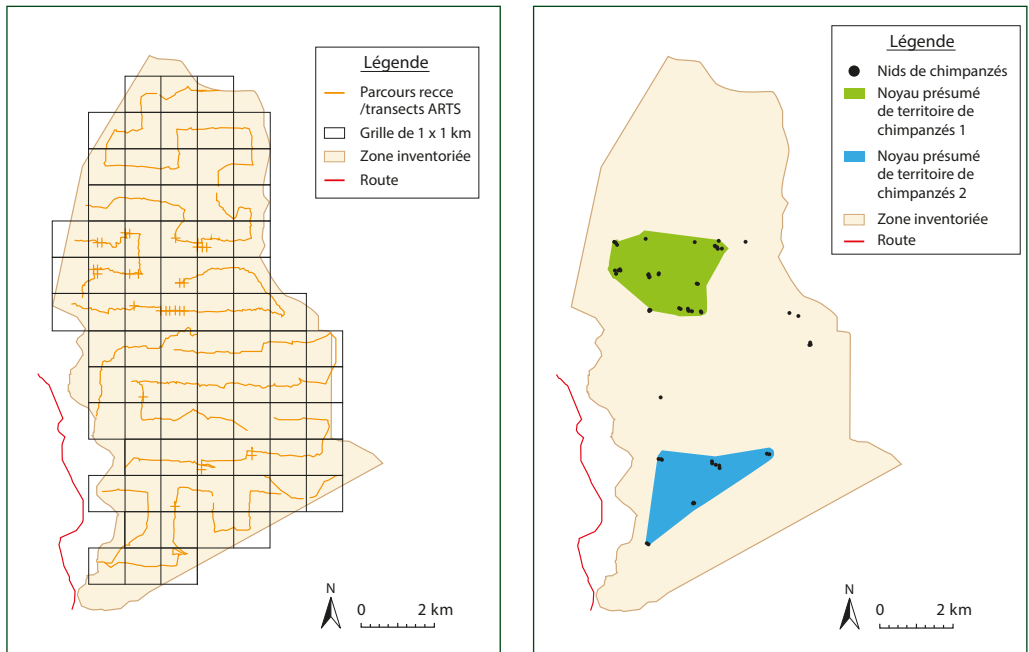 Légende
Parcours recce
/transects ARTS
Grille de 1 x 1 km
Zone inventoriée
Route
N
0 2 km
Légende
Nids de chimpanzés
Noyau présumé
de territoire de
chimpanzés 1
Noyau présumé
de territoire de
chimpanzés 2
Zone inventoriée
Route
N
0 2 km